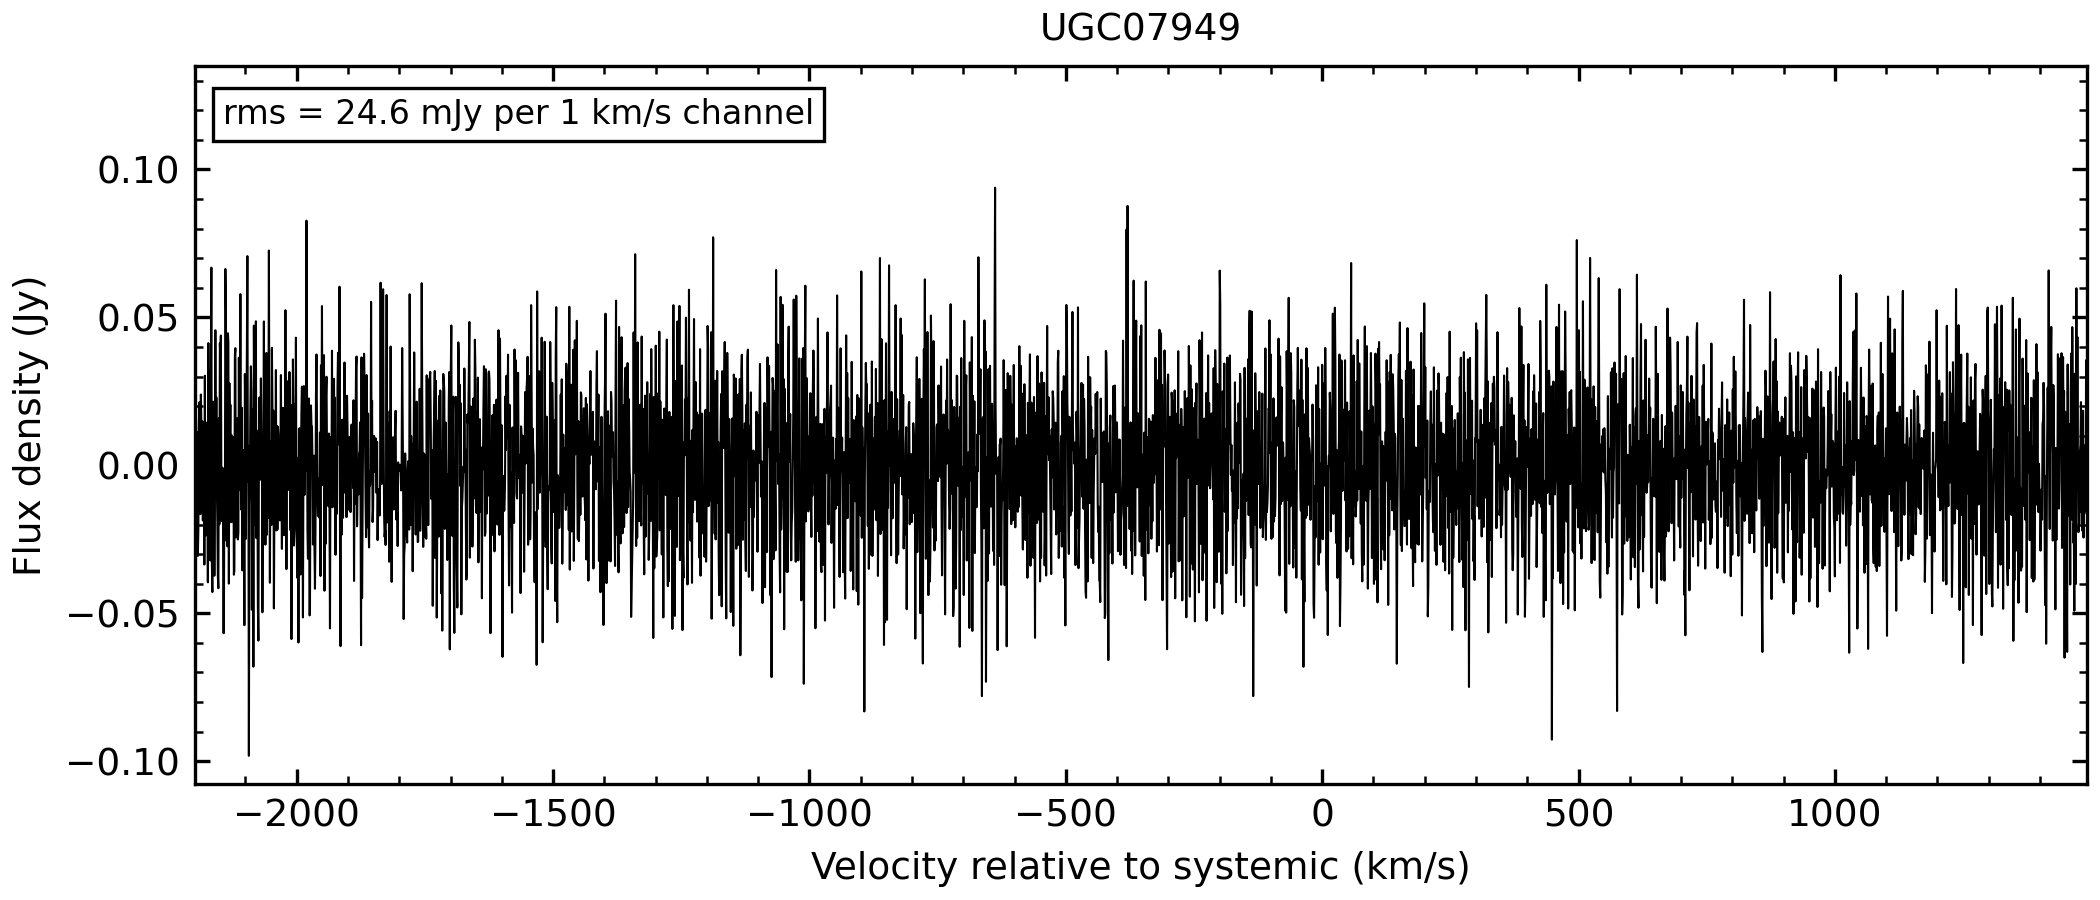 UGC07949
rms = 24.6 mJy per 1 km/s channel
0.10
0.05
0.00
−0.05
−0.10
Flux density (Jy)
−2000 −1500 −1000 −500 0 500 1000
Velocity relative to systemic (km/s)